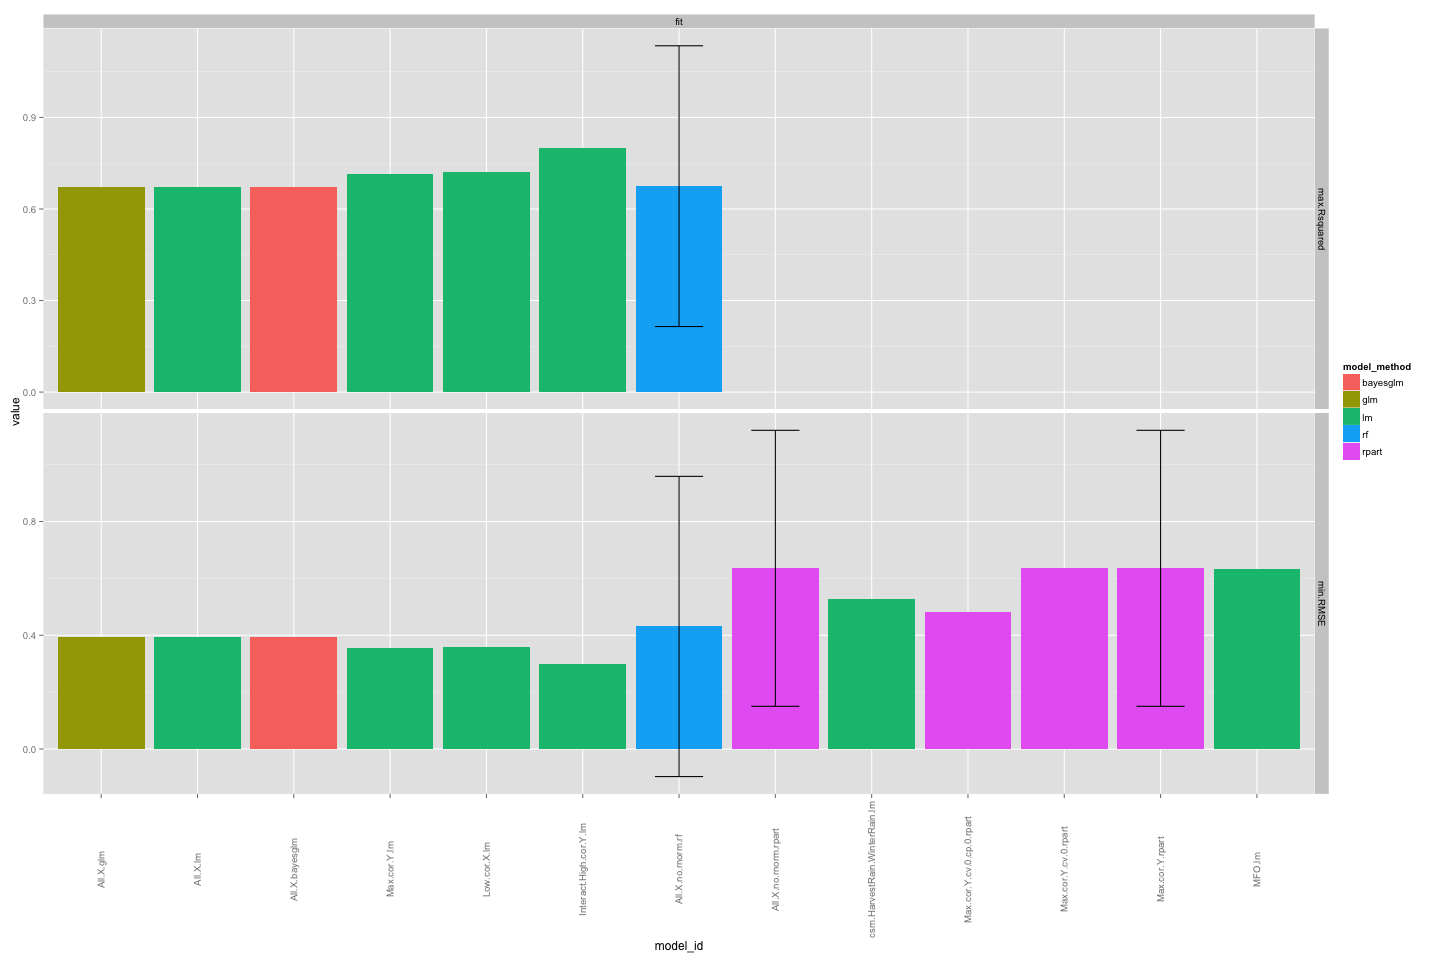 fit
0.9
0.6
0.3
0.0
max.Rsquared
value
0.8
0.4
0.0
min.RMSE
All.X.glm
All.X.lm
All.X.bayesglm
Max.cor.Y.lm
Low.cor.X.lm
Interact.High.cor.Y.lm
All.X.no.rnorm.rf
All.X.no.rnorm.rpart
csm.HarvestRain.WinterRain.lm
Max.cor.Y.cv.0.cp.0.rpart
Max.cor.Y.cv.0.rpart
Max.cor.Y.rpart
MFO.lm
model_id
model_method
bayesglm
glm
lm
rf
rpart